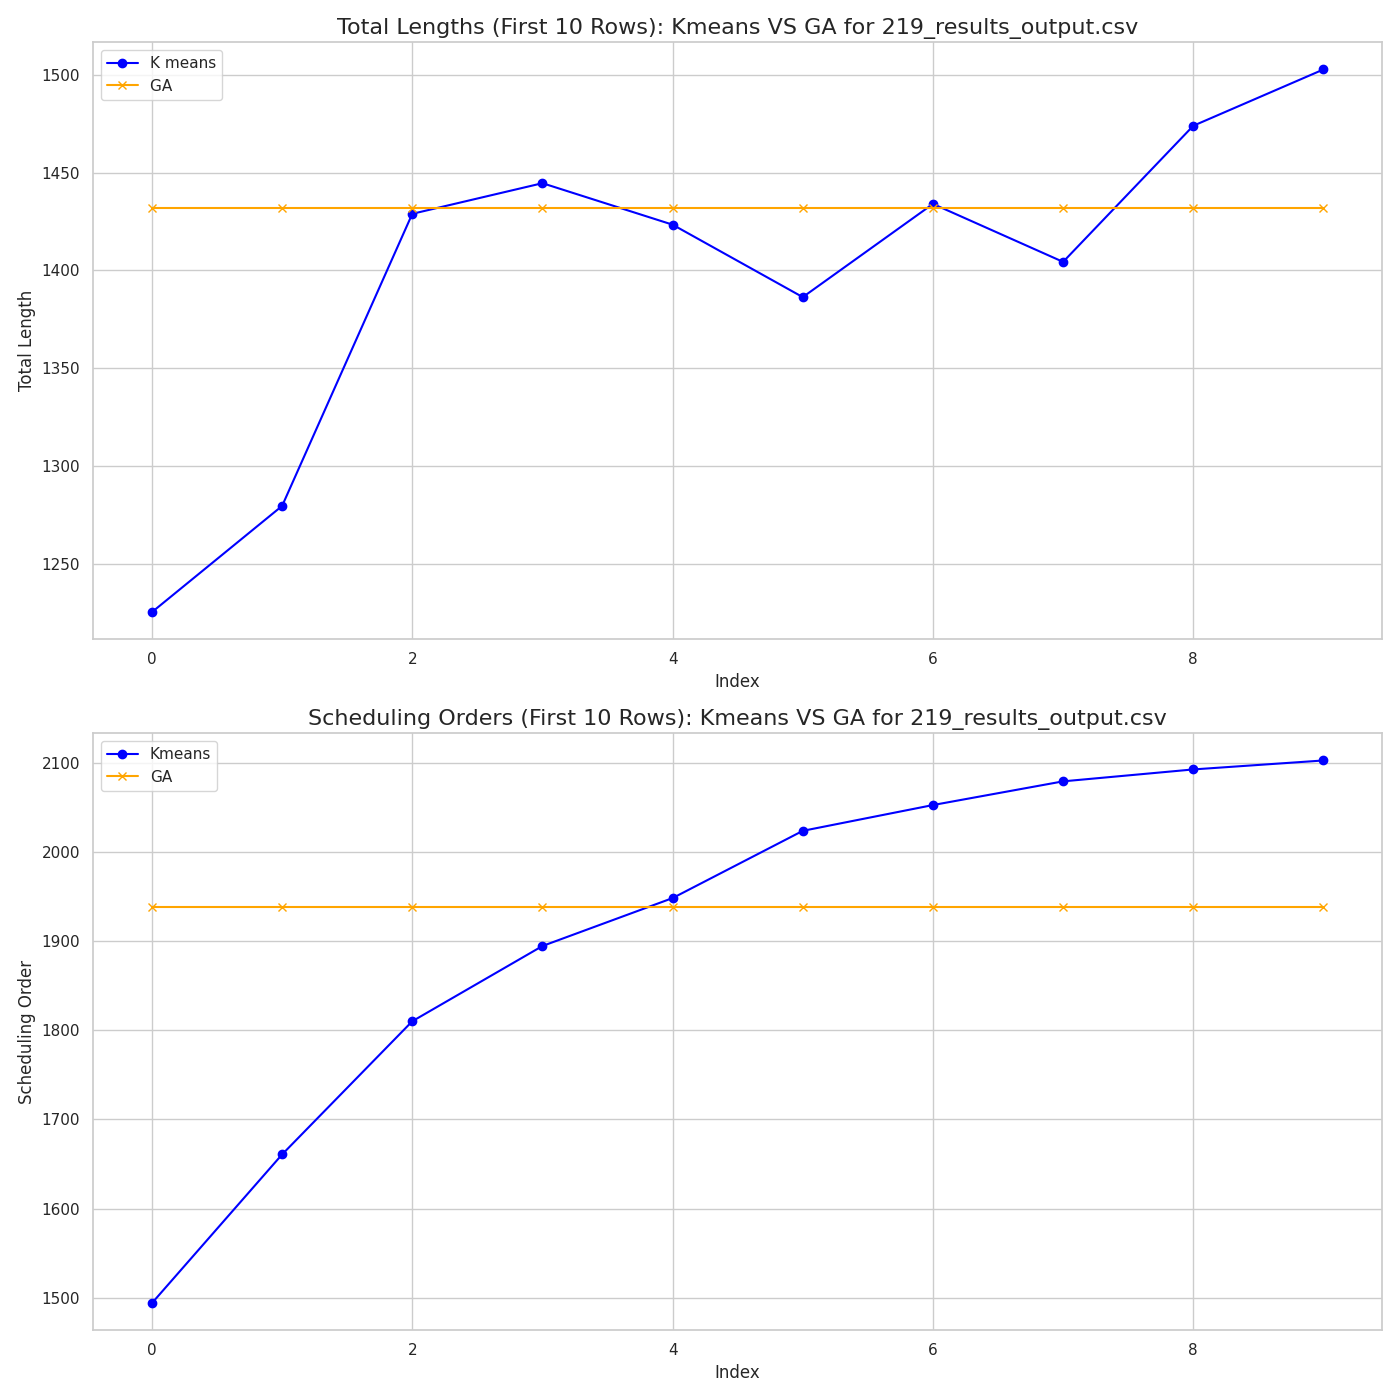 Total Lengths (First 10 Rows): Kmeans VS GA for 219_results_output.csv
K means
GA
1500
1450
1400
1350
1300
1250
Total Length
0 2 4 6 8
Index
Scheduling Orders (First 10 Rows): Kmeans VS GA for 219_results_output.csv
Kmeans
GA
2100
2000
1900
1800
1700
1600
1500
Scheduling Order
0 2 4 6 8
Index